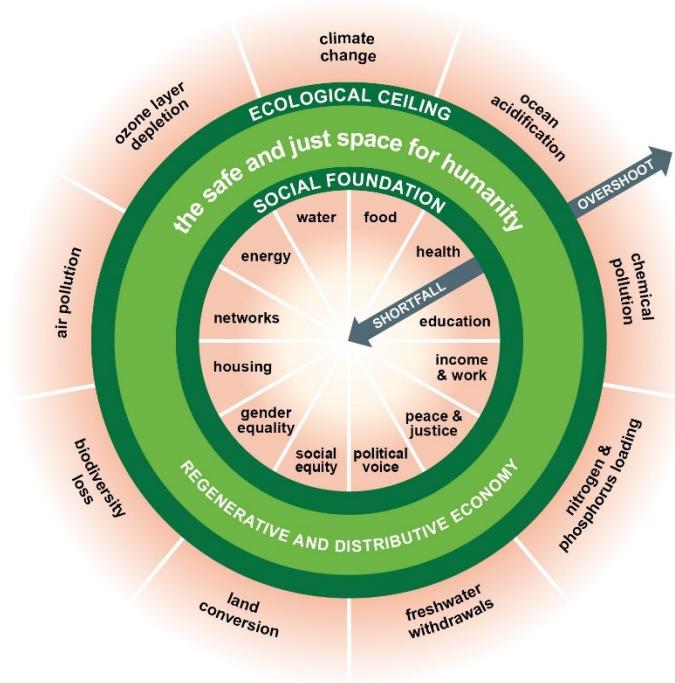 climate
change
ocean
acidification
OVERSHOOT
chemical
pollution
nitrogen &
phosphorus loading
freshwater
withdrawals
land
conversion
biodiversity
loss
air pollution
ozone layer
depletion
ECOLOGICAL CEILING
the safe and just space for humanity
SOCIAL FOUNDATION
water
food
health
SHORTFALL
education
income
& work
peace &
justice
political
voice
social
equity
gender
equality
housing
networks
energy
REGENERATIVE AND DISTRIBUTIVE ECONOMY